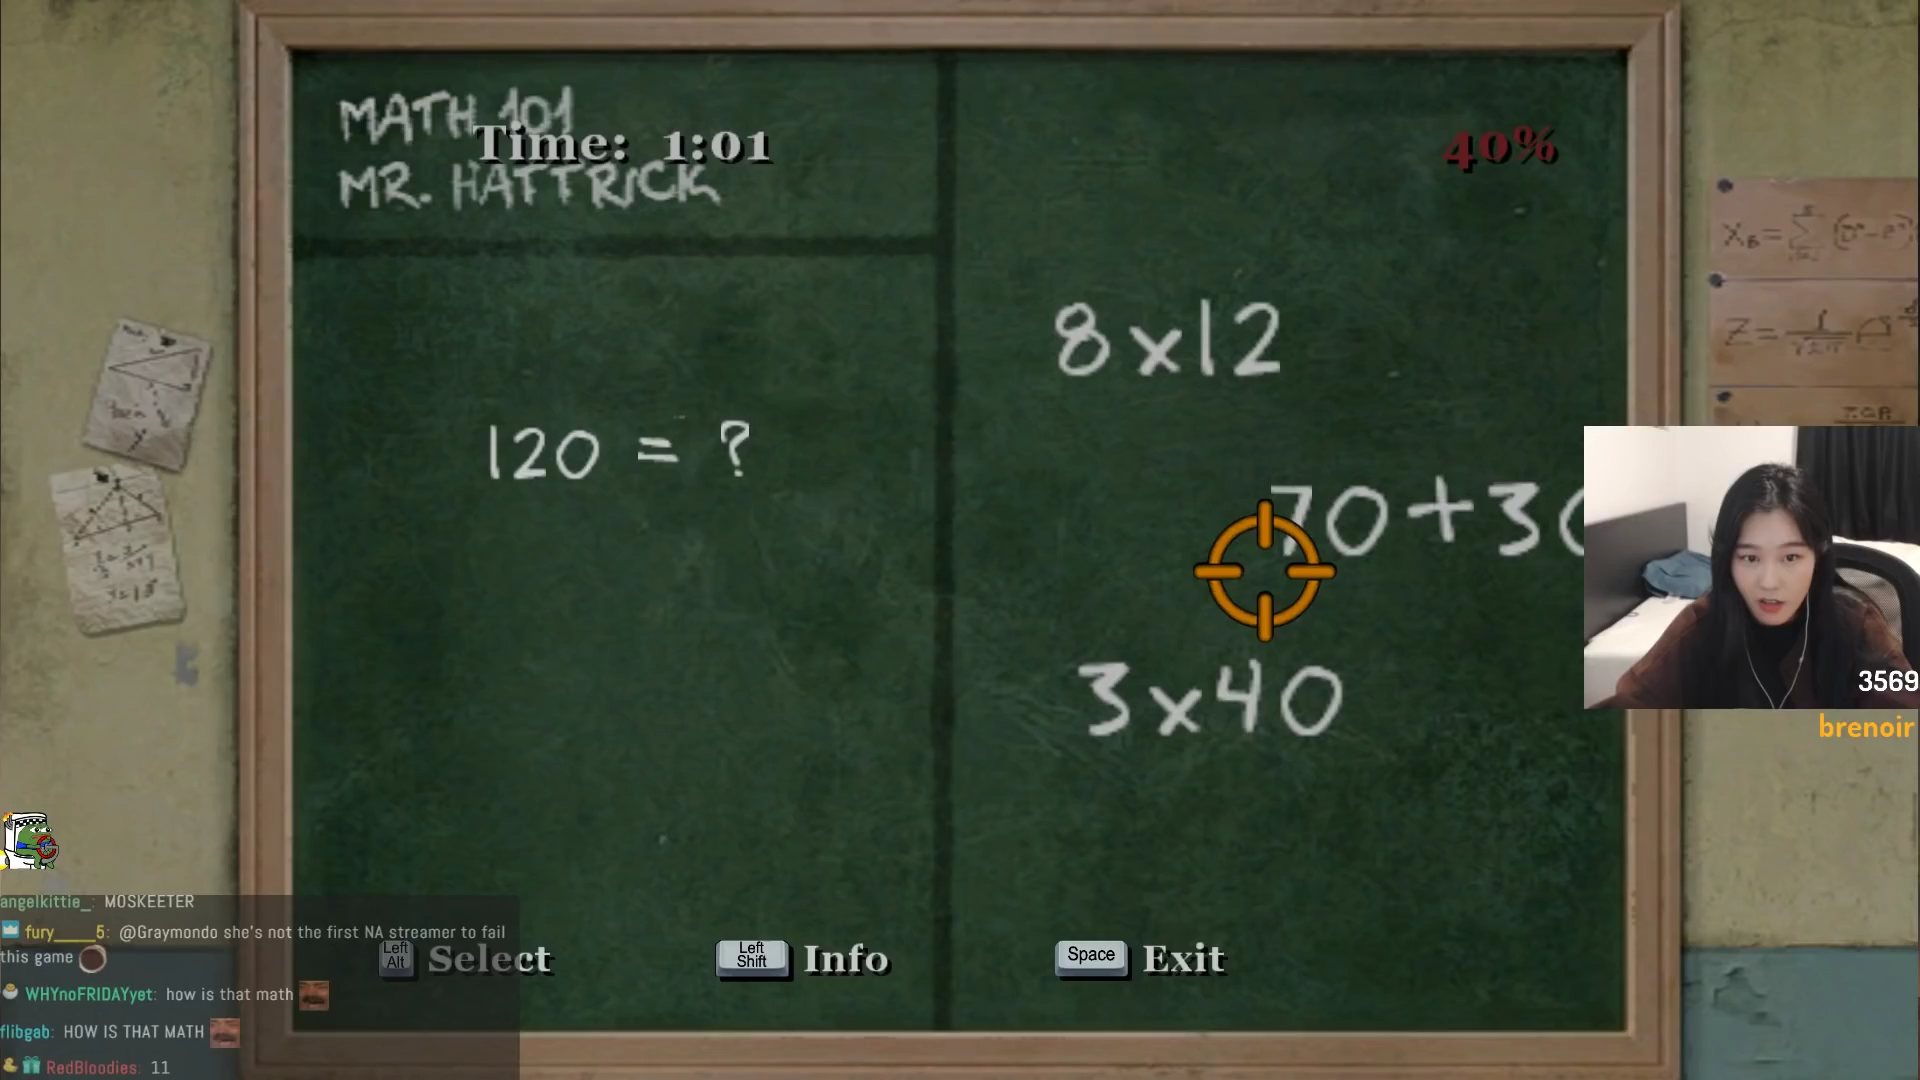 MATH 101
Time: 1:01
40%
MR. HATTRICK
8x12
120 = ?
70+30
3x40
3569
brenoir
angelkittie_: MOSKEETER
fury____5: @Graymondo she's not the first NA streamer to fail
this game
WHYnoFRIDAYyet: how is that math
flibgab: HOW IS THAT MATH
RedBloodies: 11
Left Alt Select
Left Shift Info
Space Exit